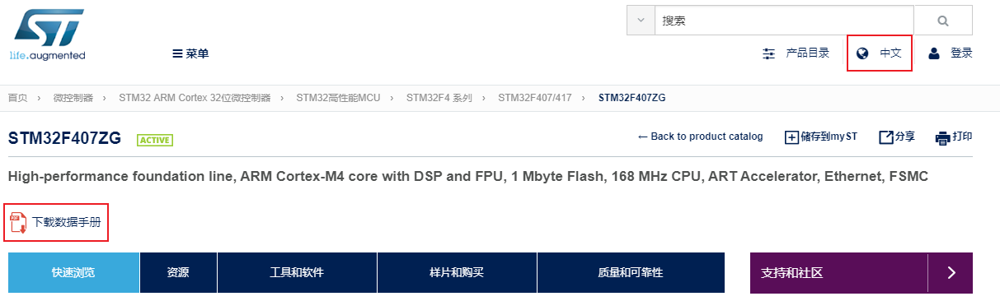 ST
life.augmented
搜索
菜单
产品目录
中文
登录
首页 › 微控制器 › STM32 ARM Cortex 32位微控制器 › STM32高性能MCU › STM32F4 系列 › STM32F407/417 › STM32F407ZG
STM32F407ZG ACTIVE
← Back to product catalog
储存到myST
分享
打印
High-performance foundation line, ARM Cortex-M4 core with DSP and FPU, 1 Mbyte Flash, 168 MHz CPU, ART Accelerator, Ethernet, FSMC
PDF
下载数据手册
快速浏览
资源
工具和软件
样片和购买
质量和可靠性
支持和社区